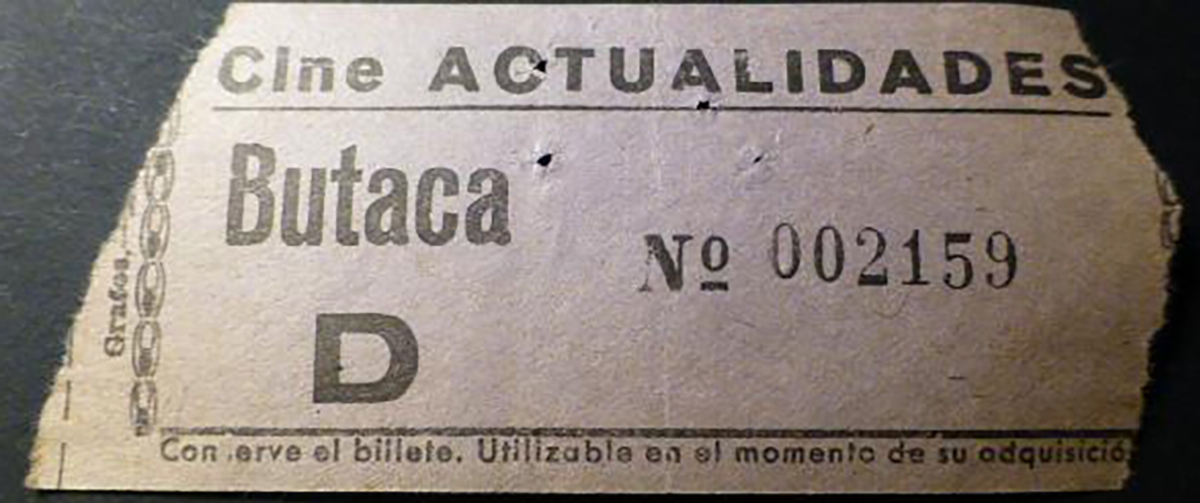 Cine ACTUALIDADES
Butaca
Nº 002159
D
Grafos.
Con erve el billete. Utilizable en el momento de su adquisició